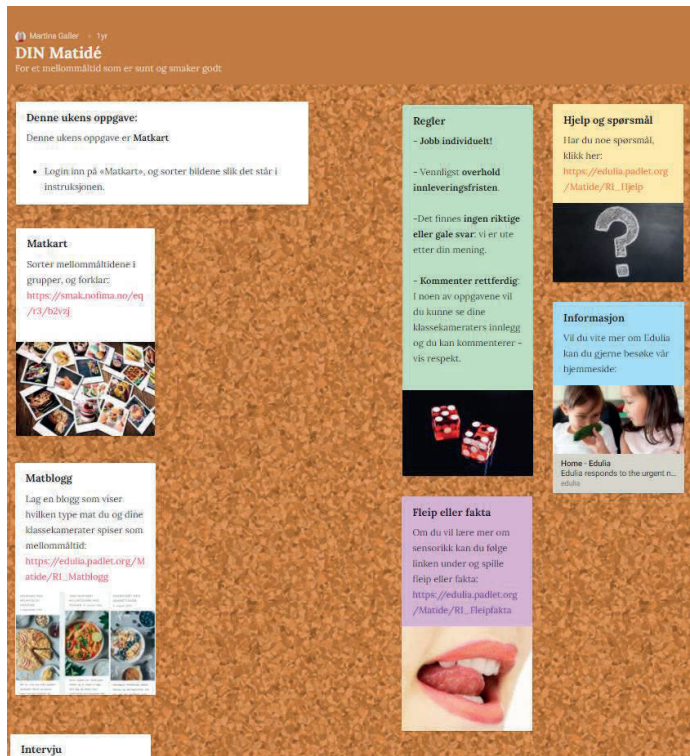 Martina Galler · 1yr
DIN Matidé
For et mellommåltid som er sunt og smaker godt
Denne ukens oppgave:
Denne ukens oppgave er Matkart
• Login inn på «Matkart», og sorter bildene slik det står i
instruksjonen.
Matkart
Sorter mellommåltidene i
grupper, og forklar:
https://smak.nofima.no/eq
/r3/b2vzj
Matblogg
Lag en blogg som viser
hvilken type mat du og dine
klassekamerater spiser som
mellommåltid:
https://edulia.padlet.org/M
atide/R1_Matblogg
Intervju
Regler
- Jobb individuelt!
- Vennligst overhold
innleveringsfristen.
-Det finnes ingen riktige
eller gale svar: vi er ute
etter din mening.
- Kommenter rettferdig:
I noen av oppgavene vil
du kunne se dine
klassekameraters innlegg
og du kan kommenterer -
vis respekt.
Fleip eller fakta
Om du vil lære mer om
sensorikk kan du følge
linken under og spille
fleip eller fakta:
https://edulia.padlet.org
/Matide/R1_Fleipfakta
Hjelp og spørsmål
Har du noe spørsmål,
klikk her:
https://edulia.padlet.org
/Matide/R1_Hjelp
?
Informasjon
Vil du vite mer om Edulia
kan du gjerne besøke vår
hjemmeside:
Home - Edulia
Edulia responds to the urgent n...
edulia